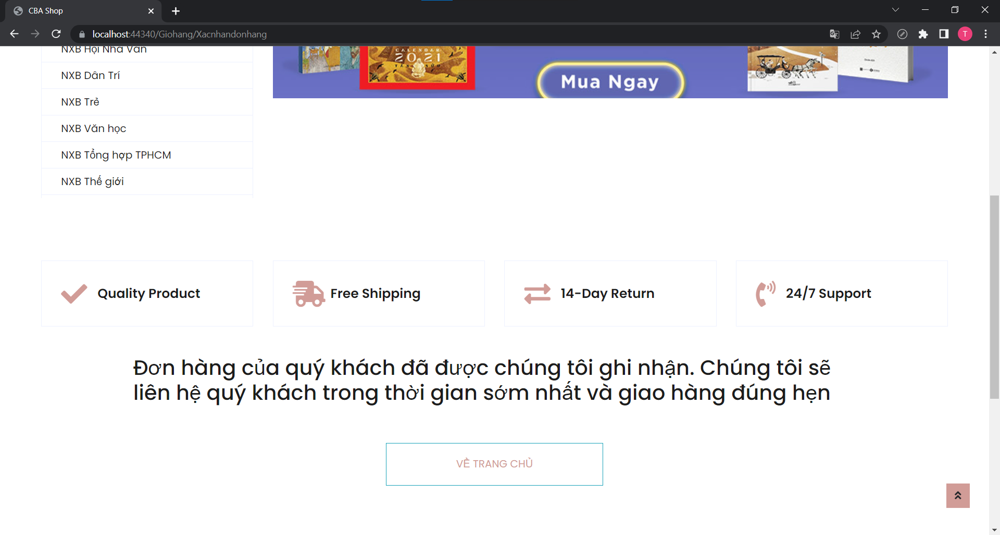 CBA Shop
localhost:44340/Giohang/Xacnhandonhang
T
NXB Hội Nhà Văn
NXB Dân Trí
NXB Trẻ
NXB Văn học
NXB Tổng hợp TPHCM
NXB Thế giới
CALENDAR
2021
Mua Ngay
Quality Product
Free Shipping
14-Day Return
24/7 Support
Đơn hàng của quý khách đã được chúng tôi ghi nhận. Chúng tôi sẽ
liên hệ quý khách trong thời gian sớm nhất và giao hàng đúng hẹn
VỀ TRANG CHỦ